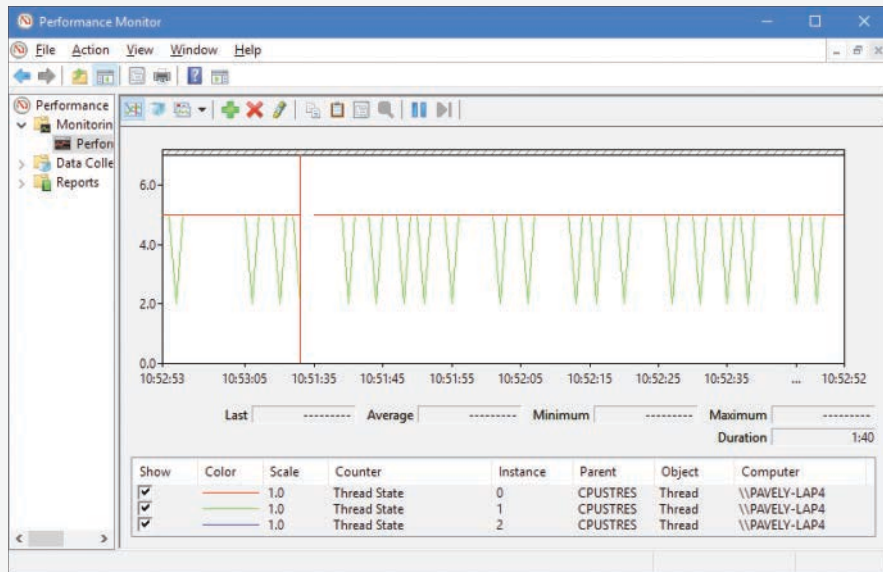 Performance Monitor
File Action View Window Help
Performance
Monitorin
Perfon
Data Colle
Reports
6.0
4.0
2.0
0.0
10:52:53 10:53:05 10:51:35 10:51:45 10:51:55 10:52:05 10:52:15 10:52:25 10:52:35 ... 10:52:52
Last --------- Average --------- Minimum --------- Maximum ---------
Duration 1:40
Show Color Scale Counter Instance Parent Object Computer
1.0 Thread State 0 CPUSTRES Thread \\PAVELY-LAP4
1.0 Thread State 1 CPUSTRES Thread \\PAVELY-LAP4
1.0 Thread State 2 CPUSTRES Thread \\PAVELY-LAP4